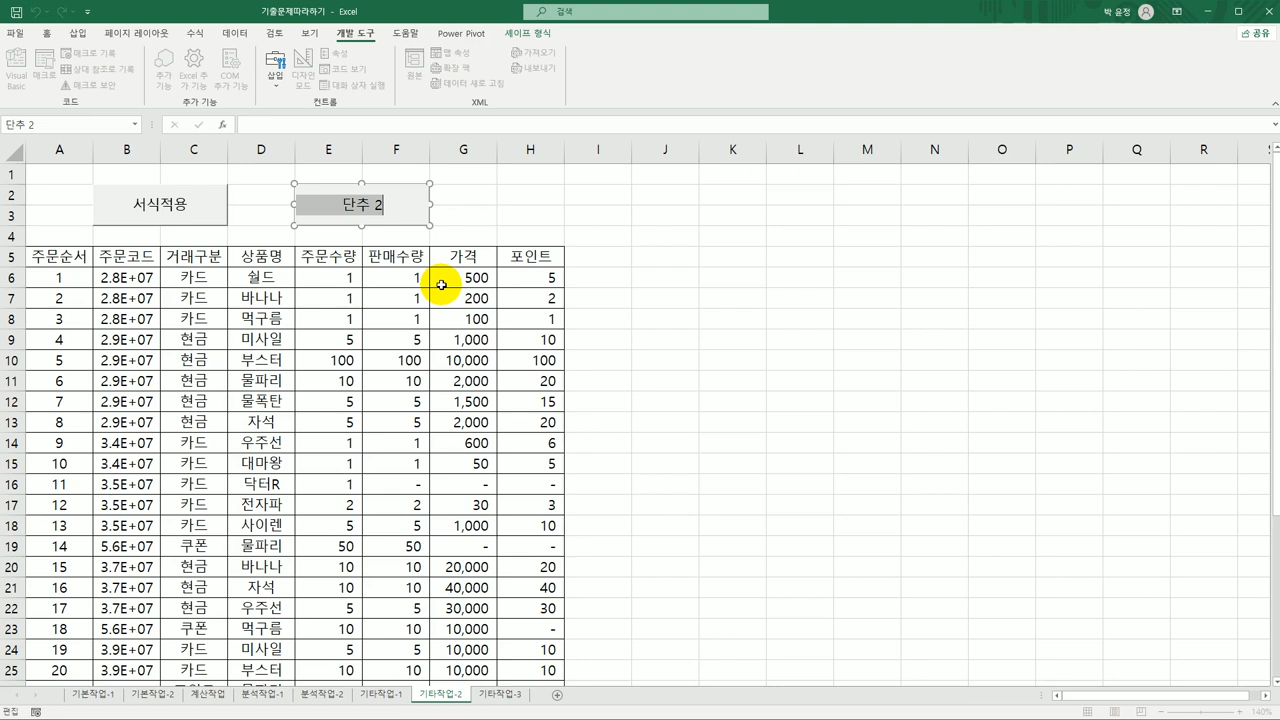 기출문제따라하기 - Excel
검색
박 윤정
파일 홈 삽입 페이지 레이아웃 수식 데이터 검토 보기 개발 도구 도움말 Power Pivot 셰이프 형식 공유
Visual Basic 매크로 매크로 기록 상대 참조로 기록 매크로 보안
추가 기능 Excel 추가 기능 COM 추가 기능
삽입 디자인 모드 속성 코드 보기 대화 상자 실행
원본 맵 속성 확장 팩 데이터 새로 고침 가져오기 내보내기
코드 추가 기능 컨트롤 XML
단추 2 fx
A B C D E F G H I J K L M N O P Q R S
1
2
3
서식적용 단추 2
4
5 주문순서 주문코드 거래구분 상품명 주문수량 판매수량 가격 포인트
6 1 2.8E+07 카드 쉴드 1 1 500 5
7 2 2.8E+07 카드 바나나 1 1 200 2
8 3 2.8E+07 카드 먹구름 1 1 100 1
9 4 2.9E+07 현금 미사일 5 5 1,000 10
10 5 2.9E+07 현금 부스터 100 100 10,000 100
11 6 2.9E+07 현금 물파리 10 10 2,000 20
12 7 2.9E+07 현금 물폭탄 5 5 1,500 15
13 8 2.9E+07 현금 자석 5 5 2,000 20
14 9 3.4E+07 카드 우주선 1 1 600 6
15 10 3.4E+07 카드 대마왕 1 1 50 5
16 11 3.5E+07 카드 닥터R 1 - - -
17 12 3.5E+07 카드 전자파 2 2 30 3
18 13 3.5E+07 카드 사이렌 5 5 1,000 10
19 14 5.6E+07 쿠폰 물파리 50 50 - -
20 15 3.7E+07 현금 바나나 10 10 20,000 20
21 16 3.7E+07 현금 자석 10 10 40,000 40
22 17 3.7E+07 현금 우주선 5 5 30,000 30
23 18 5.6E+07 쿠폰 먹구름 10 10 10,000 -
24 19 3.9E+07 카드 미사일 5 5 10,000 10
25 20 3.9E+07 카드 부스터 10 10 10,000 10
기본작업-1 기본작업-2 계산작업 분석작업-1 분석작업-2 기타작업-1 기타작업-2 기타작업-3
편집 140%